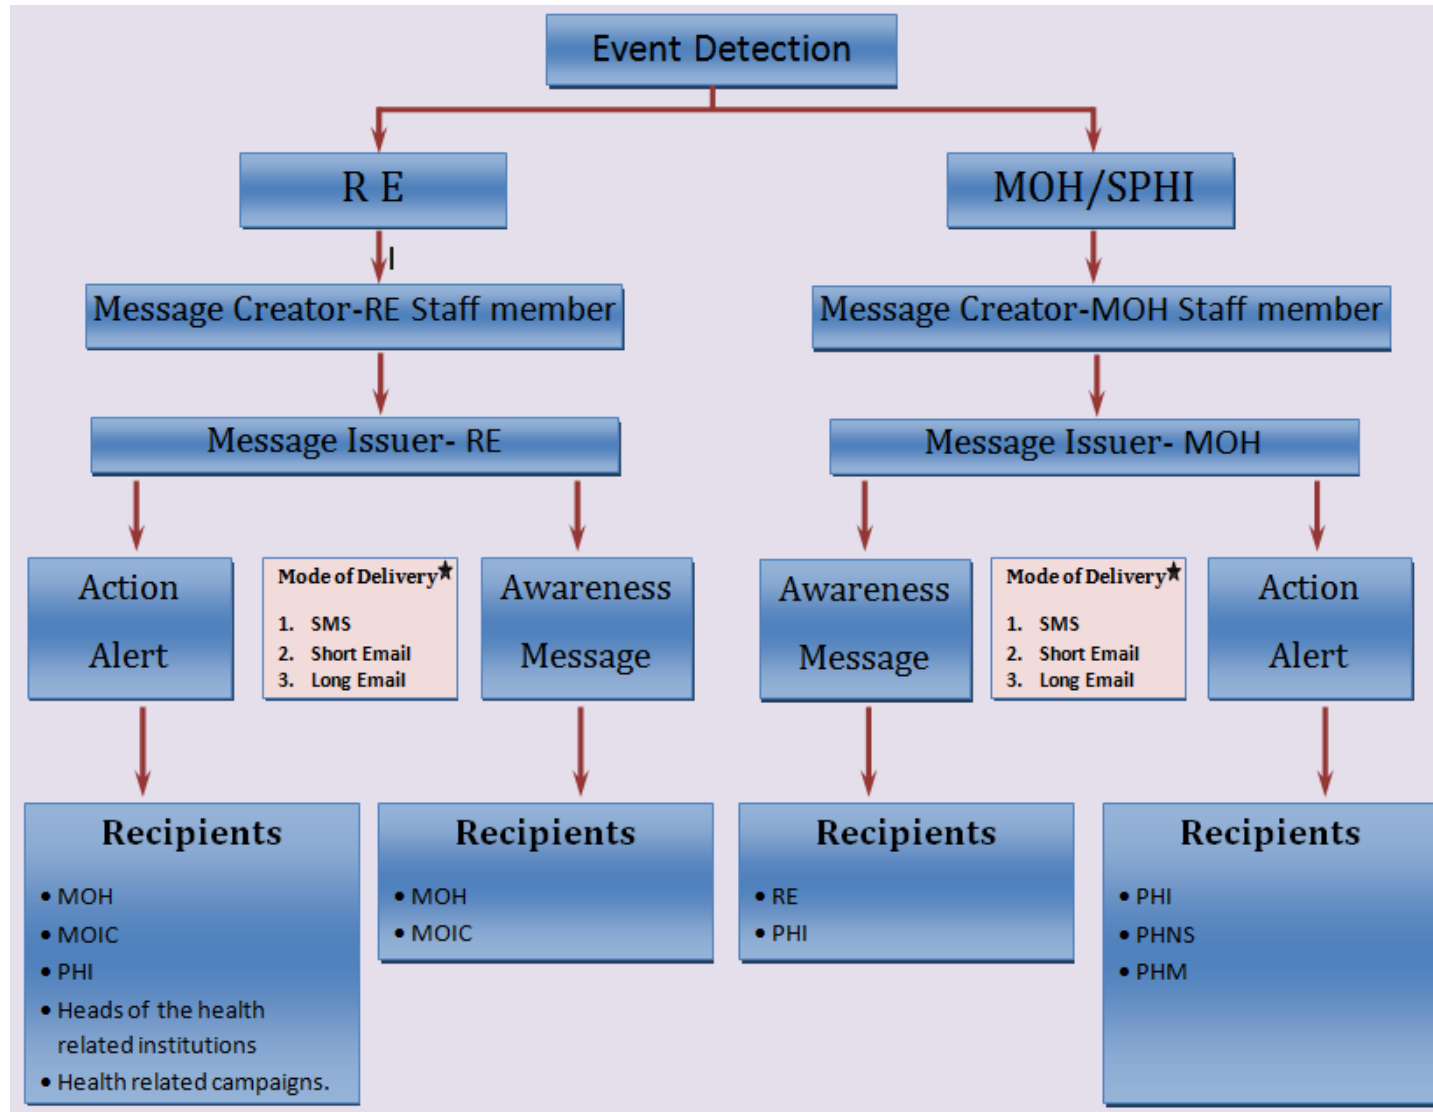 Event Detection
R E
MOH/SPHI
Message Creator-RE Staff member
Message Creator-MOH Staff member
Message Issuer- RE
Message Issuer- MOH
Action
Alert
Mode of Delivery★
1. SMS
2. Short Email
3. Long Email
Awareness
Message
Awareness
Message
Mode of Delivery★
1. SMS
2. Short Email
3. Long Email
Action
Alert
Recipients
• MOH
• MOIC
• PHI
• Heads of the health
related institutions
• Health related campaigns.
Recipients
• MOH
• MOIC
Recipients
• RE
• PHI
Recipients
• PHI
• PHNS
• PHM